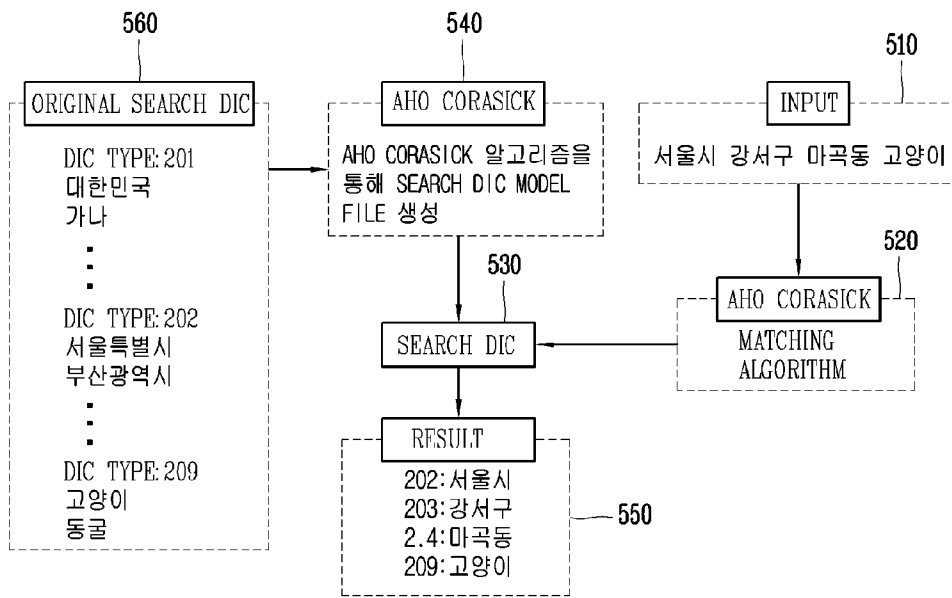 560
ORIGINAL SEARCH DIC
DIC TYPE:201
대한민국
가나
DIC TYPE:202
서울특별시
부산광역시
DIC TYPE:209
고양이
동굴
540
AHO CORASICK
AHO CORASICK 알고리즘을
통해 SEARCH DIC MODEL
FILE 생성
510
INPUT
서울시 강서구 마곡동 고양이
520
AHO CORASICK
MATCHING
ALGORITHM
530
SEARCH DIC
RESULT
202:서울시
203:강서구
2.4:마곡동
209:고양이
550